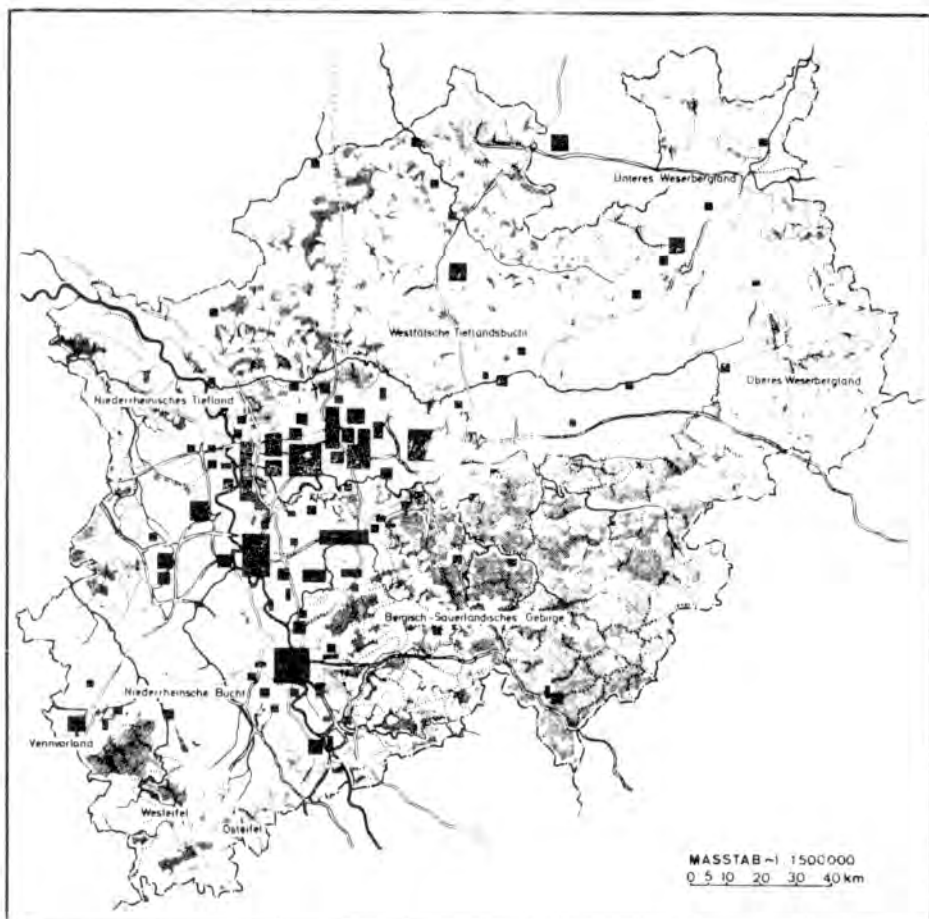 Unteres Weserbergland
Westfälsche Tieflandsbucht
Oberes Weserbergland
Niederrheinisches Tiefland
Bergisch-Sauerländisches Gebirge
Niederrheinsche Bucht
Vennvorland
Westeifel
Osteifel
MASSTAB ~1:1500000
0 5 10 20 30 40 km